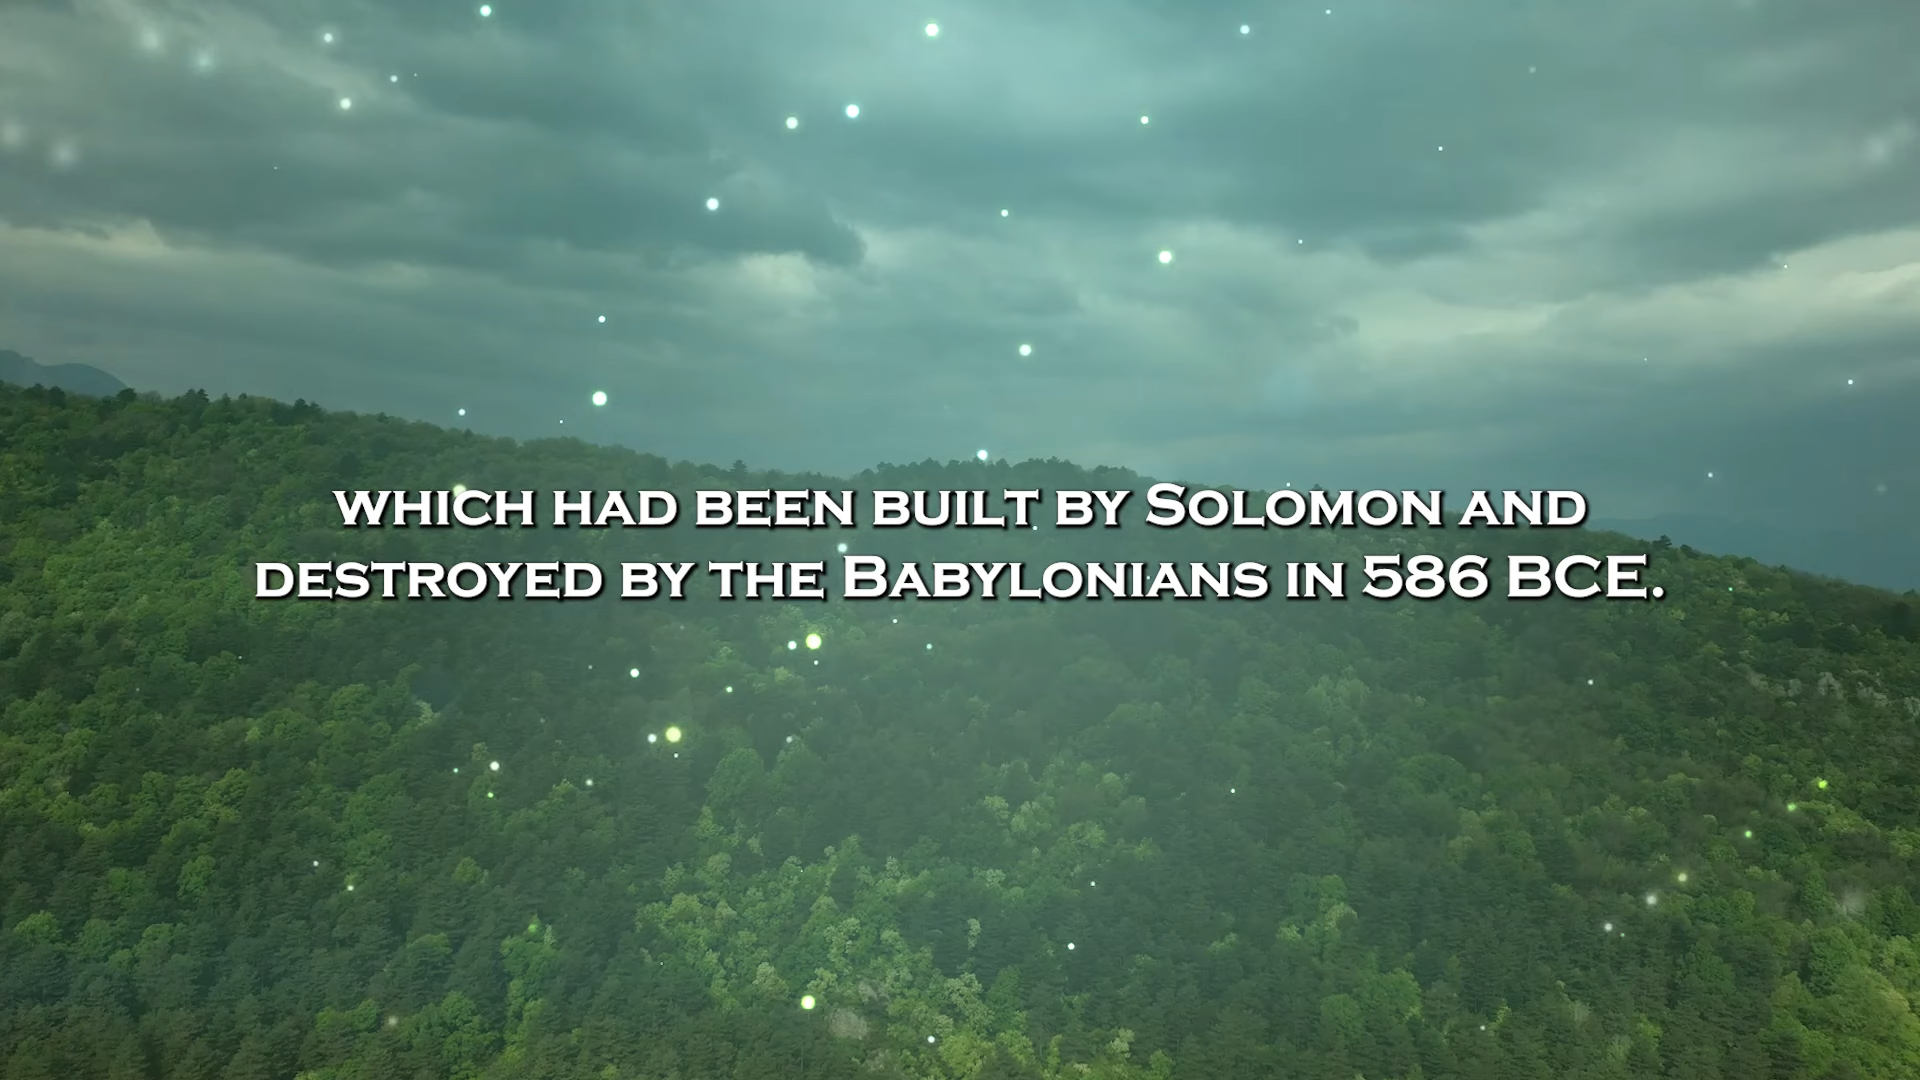 which had been built by Solomon and
destroyed by the Babylonians in 586 BCE.